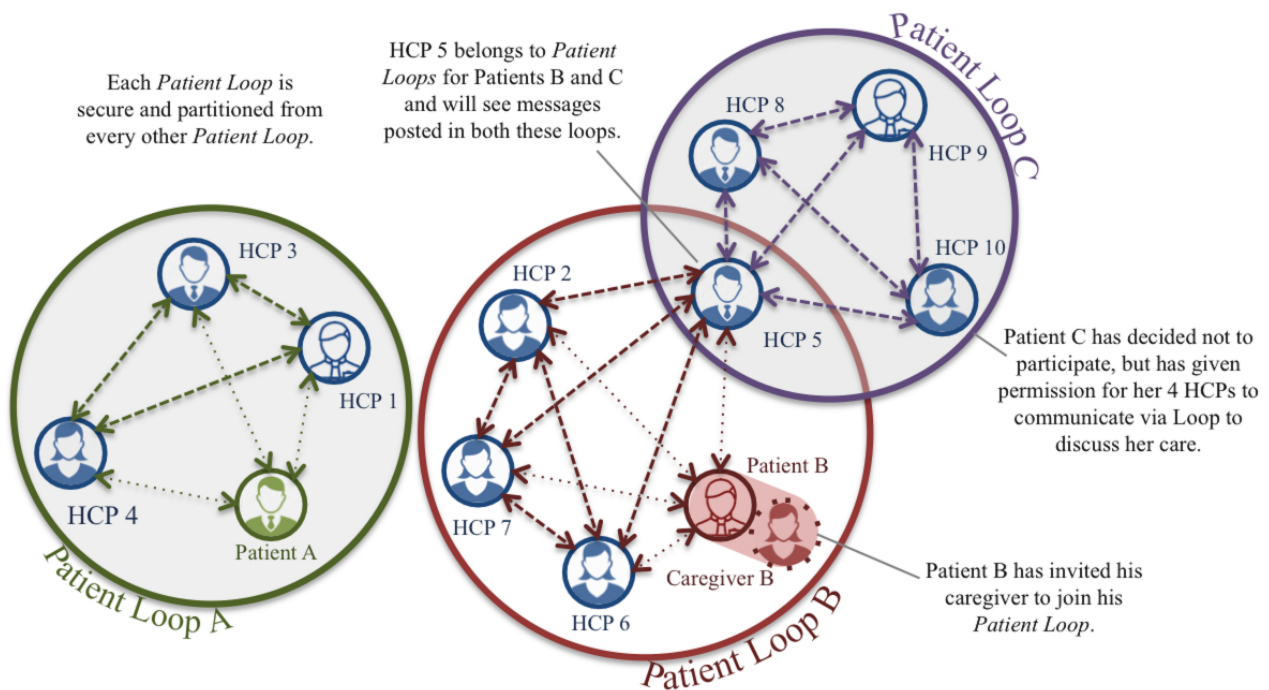 Each Patient Loop is
secure and partitioned from
every other Patient Loop.
HCP 5 belongs to Patient
Loops for Patients B and C
and will see messages
posted in both these loops.
Patient Loop C
HCP 8
HCP 9
HCP 10
HCP 3
HCP 1
HCP 4
Patient A
Patient Loop A
HCP 2
HCP 5
HCP 7
HCP 6
Patient B
Caregiver B
Patient Loop B
Patient C has decided not to
participate, but has given
permission for her 4 HCPs to
communicate via Loop to
discuss her care.
Patient B has invited his
caregiver to join his
Patient Loop.